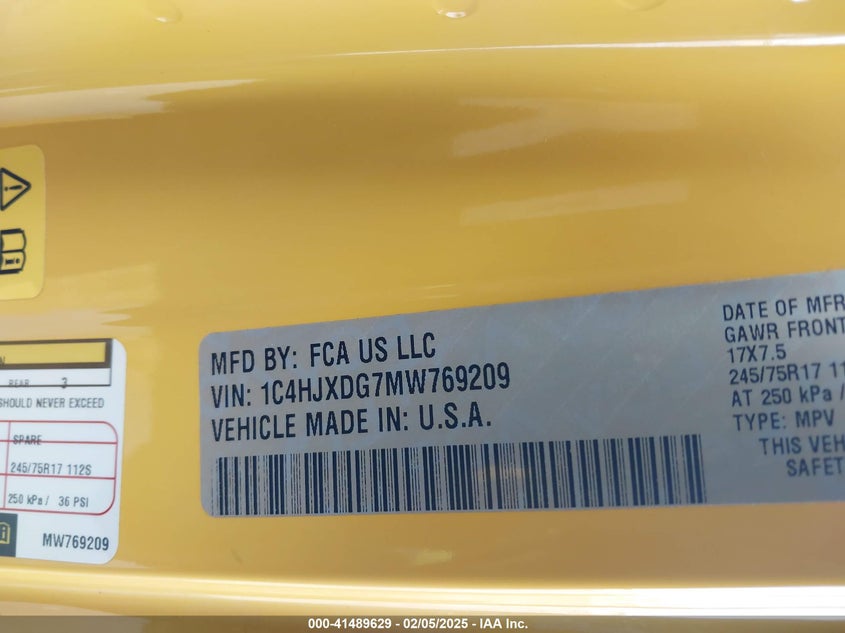 MFD BY: FCA US LLC
VIN: 1C4HJXDG7MW769209
VEHICLE MADE IN: U.S.A.
DATE OF MFR
GAWR FRONT
17X7.5
245/75R17 11
AT 250 kPa /
TYPE: MPV
THIS VEH
SAFET
N
REAR 3
SHOULD NEVER EXCEED
SPARE
245/75R17 112S
250 kPa / 36 PSI
i
MW769209
000-41489629 - 02/05/2025 - IAA Inc.